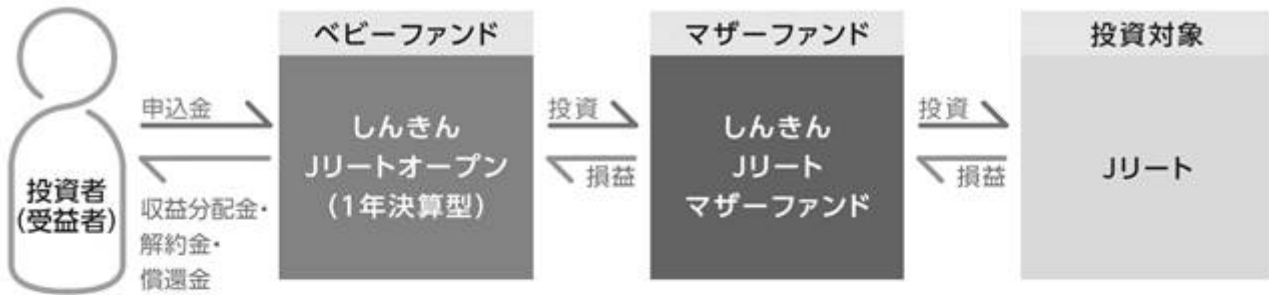 ベビーファンド
マザーファンド
投資対象
投資者
(受益者)
申込金
収益分配金・
解約金・
償還金
しんきん
Jリートオープン
(1年決算型)
投資
損益
しんきん
Jリート
マザーファンド
投資
損益
Jリート